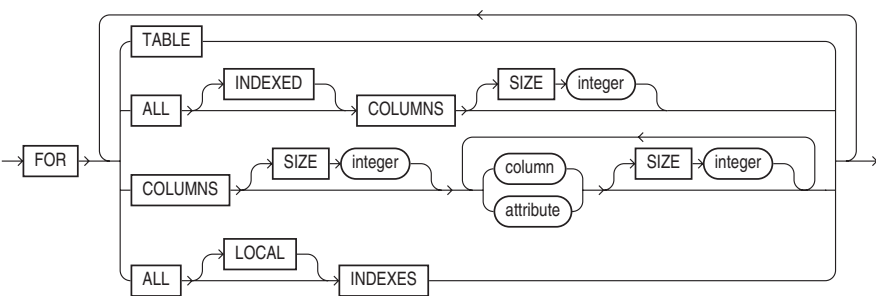 TABLE
INDEXED
SIZE integer
ALL COLUMNS
FOR
SIZE integer column SIZE integer
COLUMNS
attribute
LOCAL
ALL INDEXES